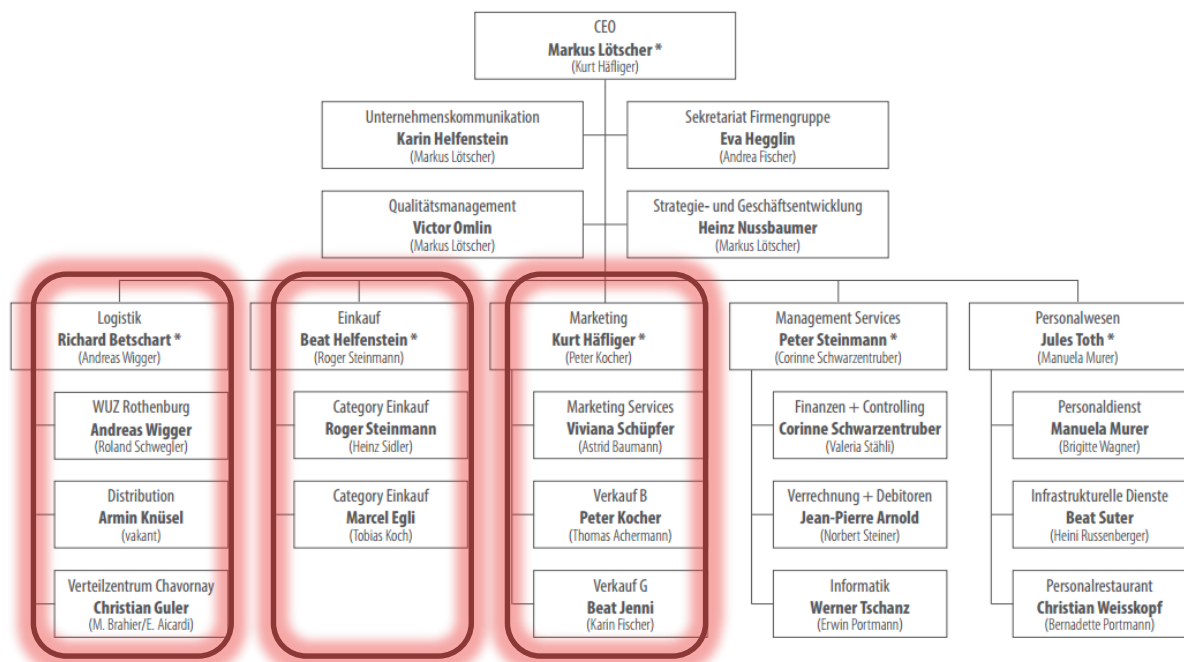 CEO
Markus Lötscher *
(Kurt Häfliger)
Unternehmenskommunikation
Karin Helfenstein
(Markus Lötscher)
Sekretariat Firmengruppe
Eva Hegglin
(Andrea Fischer)
Qualitätsmanagement
Victor Omlin
(Markus Lötscher)
Strategie- und Geschäftsentwicklung
Heinz Nussbaumer
(Markus Lötscher)
Logistik
Richard Betschart *
(Andreas Wigger)
WUZ Rothenburg
Andreas Wigger
(Roland Schwegler)
Distribution
Armin Knüsel
(vakant)
Verteilzentrum Chavornay
Christian Guler
(M. Brahier/E. Aicardi)
Einkauf
Beat Helfenstein *
(Roger Steinmann)
Category Einkauf
Roger Steinmann
(Heinz Sidler)
Category Einkauf
Marcel Egli
(Tobias Koch)
Marketing
Kurt Häfliger *
(Peter Kocher)
Marketing Services
Viviana Schüpfer
(Astrid Baumann)
Verkauf B
Peter Kocher
(Thomas Achermann)
Verkauf G
Beat Jenni
(Karin Fischer)
Management Services
Peter Steinmann *
(Corinne Schwarzentruber)
Finanzen + Controlling
Corinne Schwarzentruber
(Valeria Stähli)
Verrechnung + Debitoren
Jean-Pierre Arnold
(Norbert Steiner)
Informatik
Werner Tschanz
(Erwin Portmann)
Personalwesen
Jules Toth *
(Manuela Murer)
Personaldienst
Manuela Murer
(Brigitte Wagner)
Infrastrukturelle Dienste
Beat Suter
(Heini Russenberger)
Personalrestaurant
Christian Weisskopf
(Bernadette Portmann)